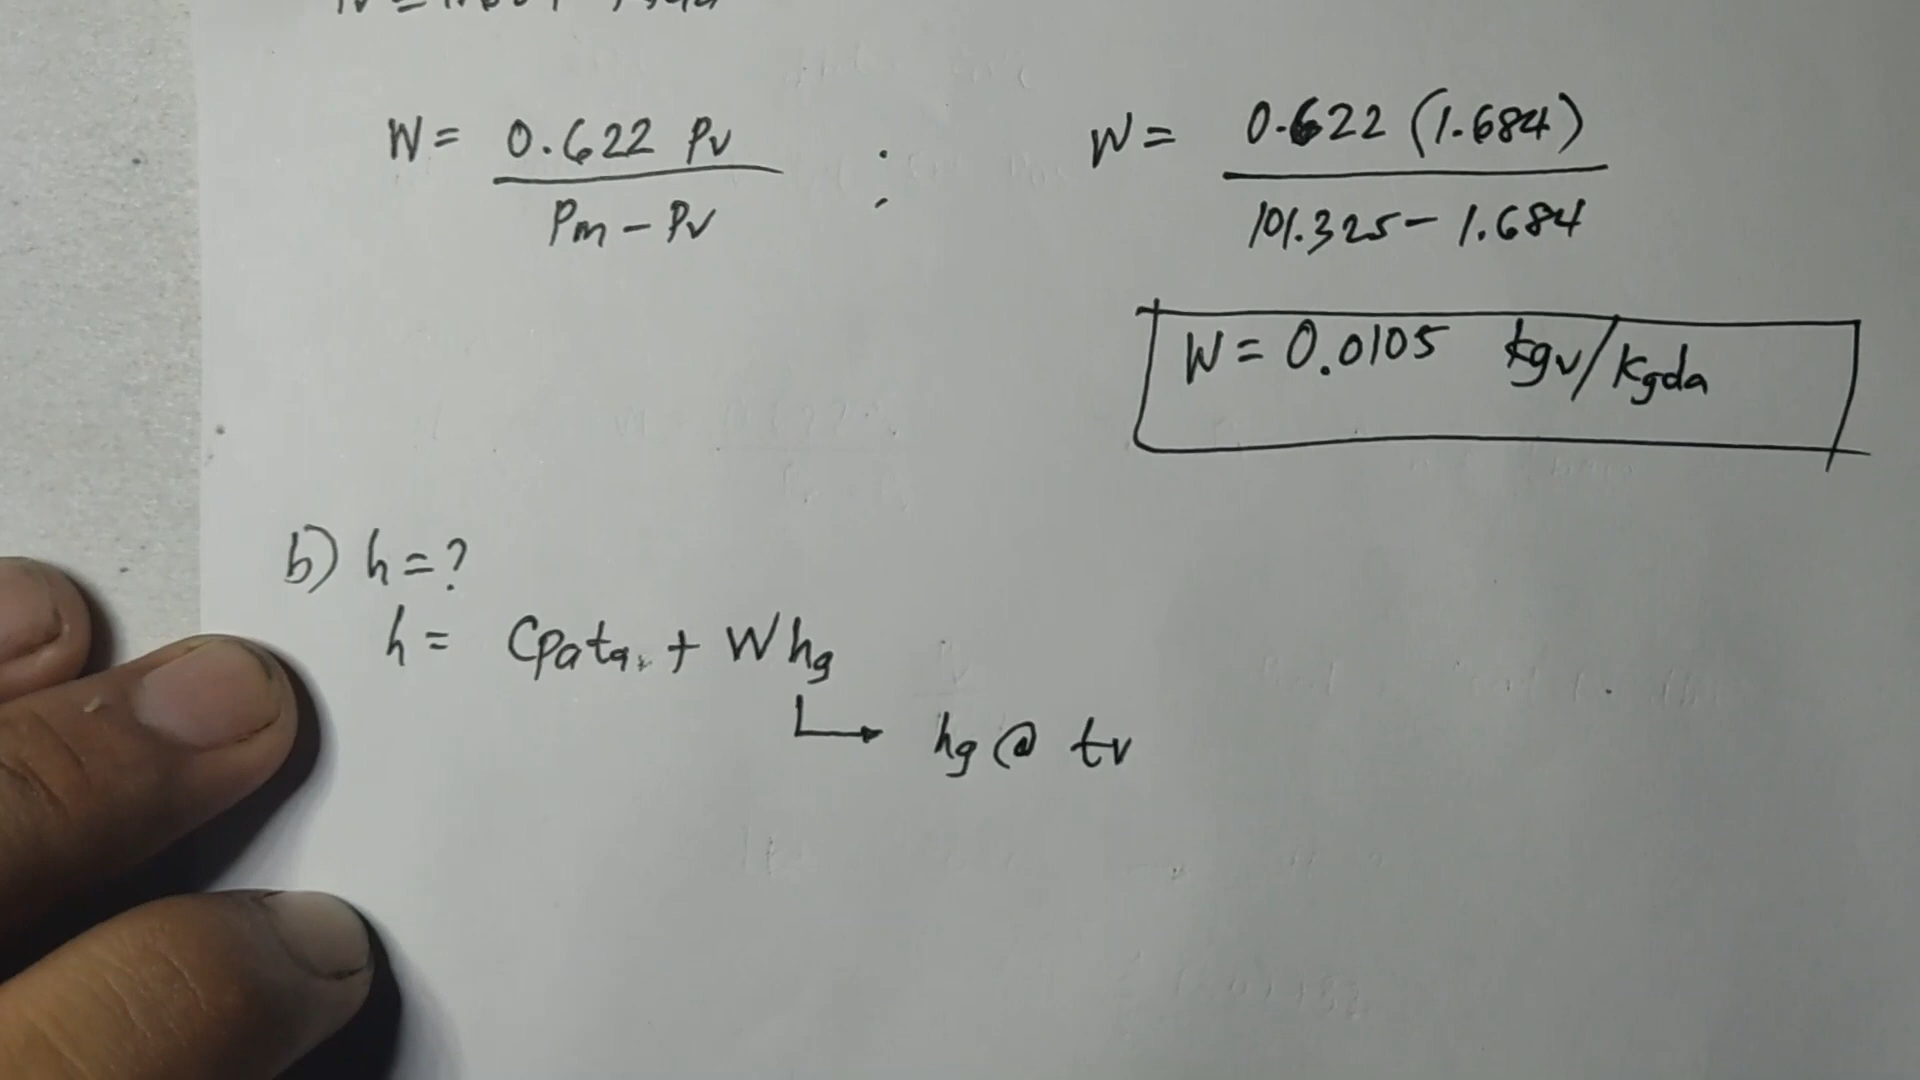 W = 0.622 Pv / Pm - Pv ; W = 0.622 (1.684) / 101.325 - 1.684
W = 0.0105 kgv/kgda
b) h = ?
h = Cpata + Whg
hg @ tv